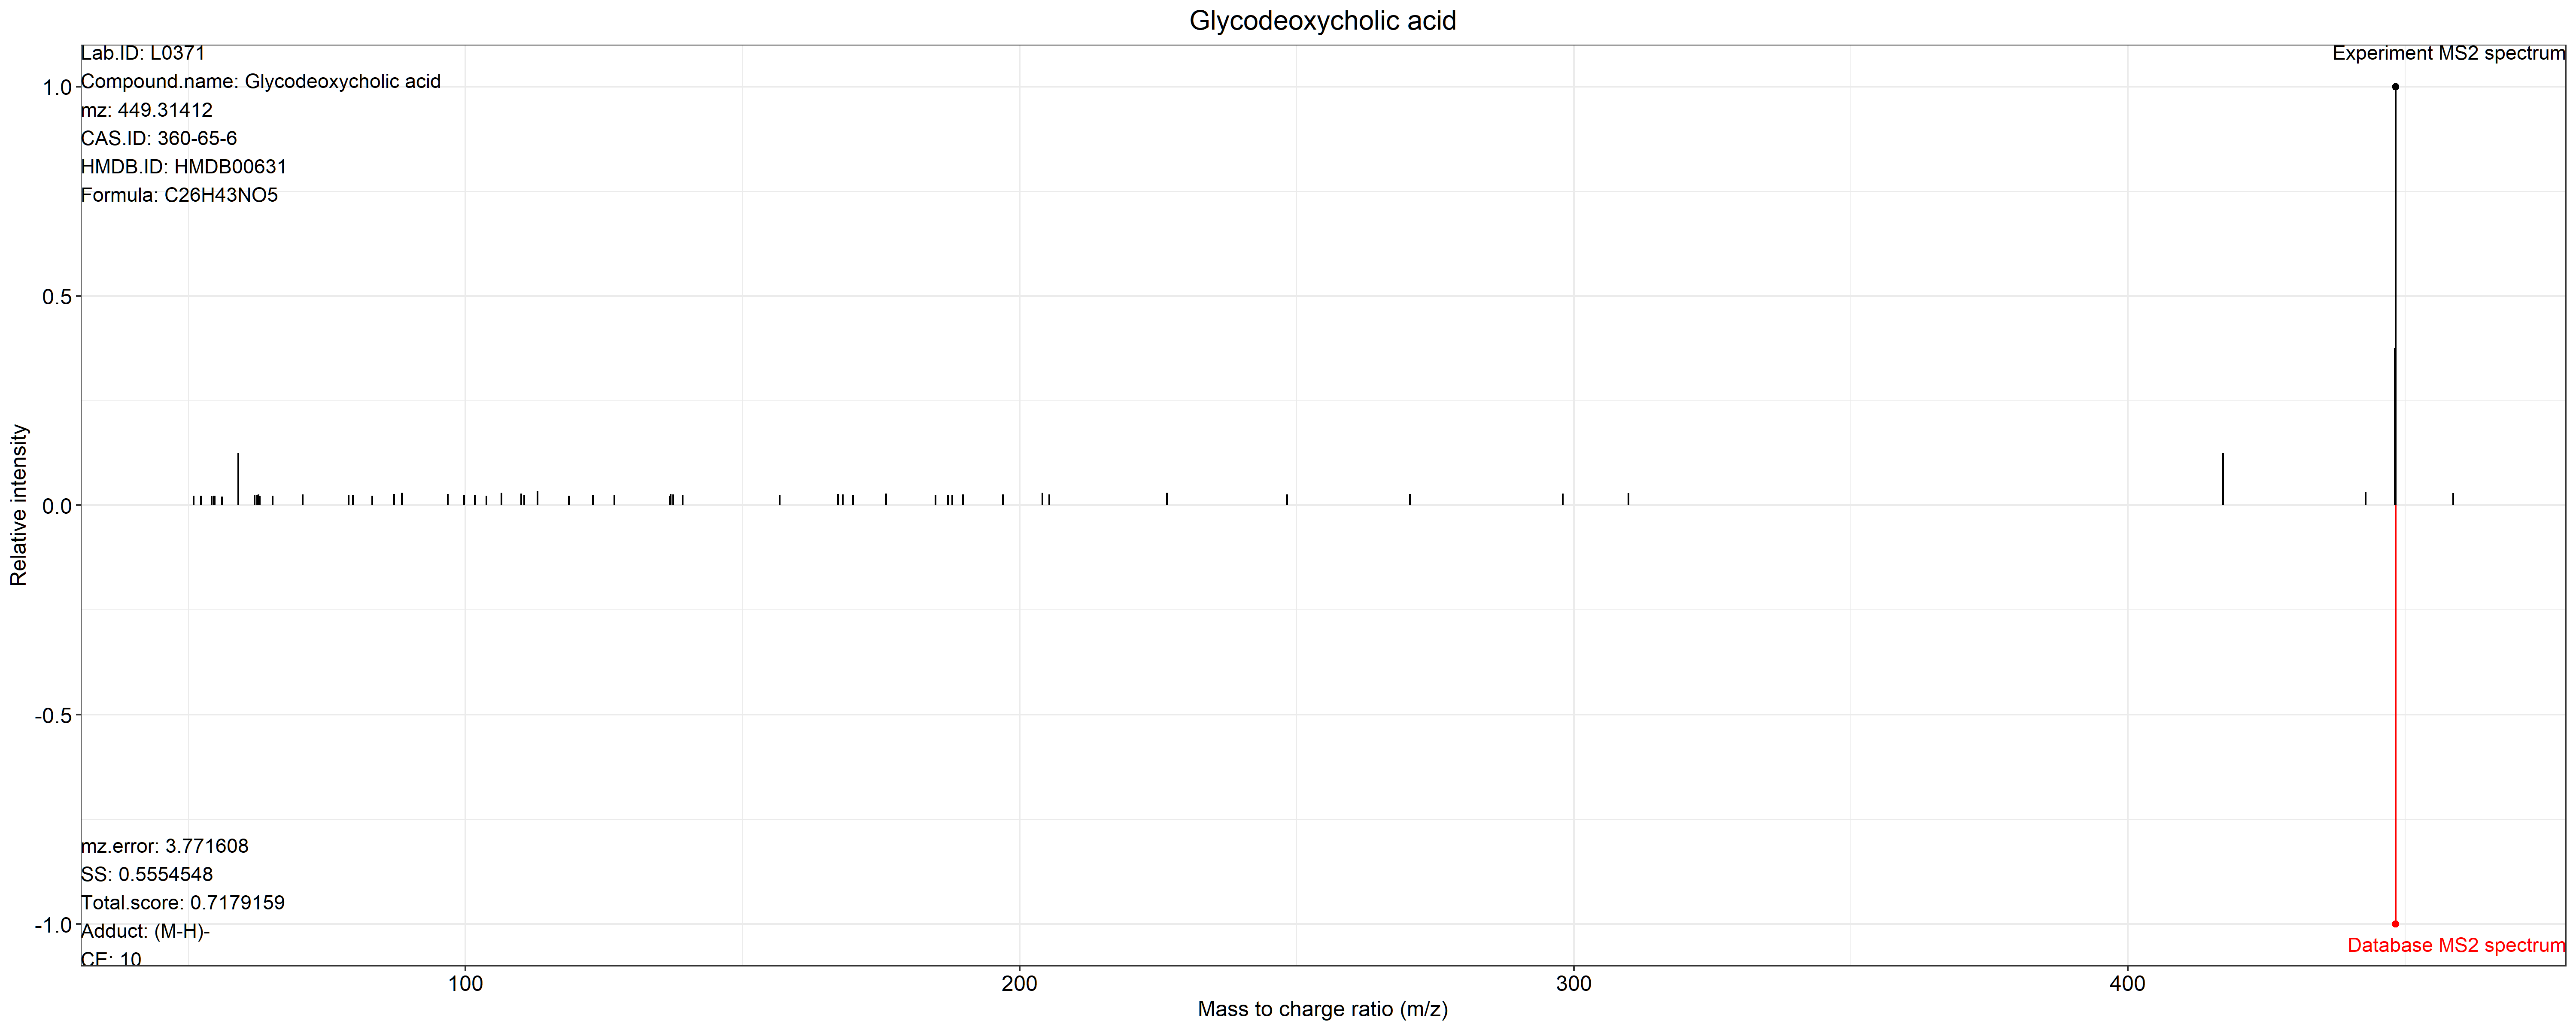 Glycodeoxycholic acid
Lab.ID: L0371
Compound.name: Glycodeoxycholic acid
mz: 449.31412
CAS.ID: 360-65-6
HMDB.ID: HMDB00631
Formula: C26H43NO5
Experiment MS2 spectrum
1.0
0.5
0.0
-0.5
-1.0
Relative intensity
mz.error: 3.771608
SS: 0.5554548
Total.score: 0.7179159
Adduct: (M-H)-
CE: 10
Database MS2 spectrum
100
200
300
400
Mass to charge ratio (m/z)